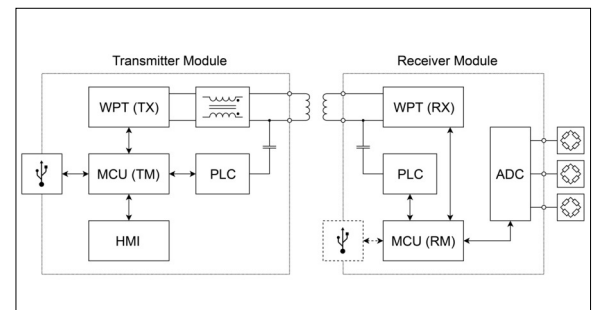 Transmitter Module
Receiver Module
WPT (TX)
WPT (RX)
MCU (TM)
PLC
PLC
ADC
HMI
MCU (RM)